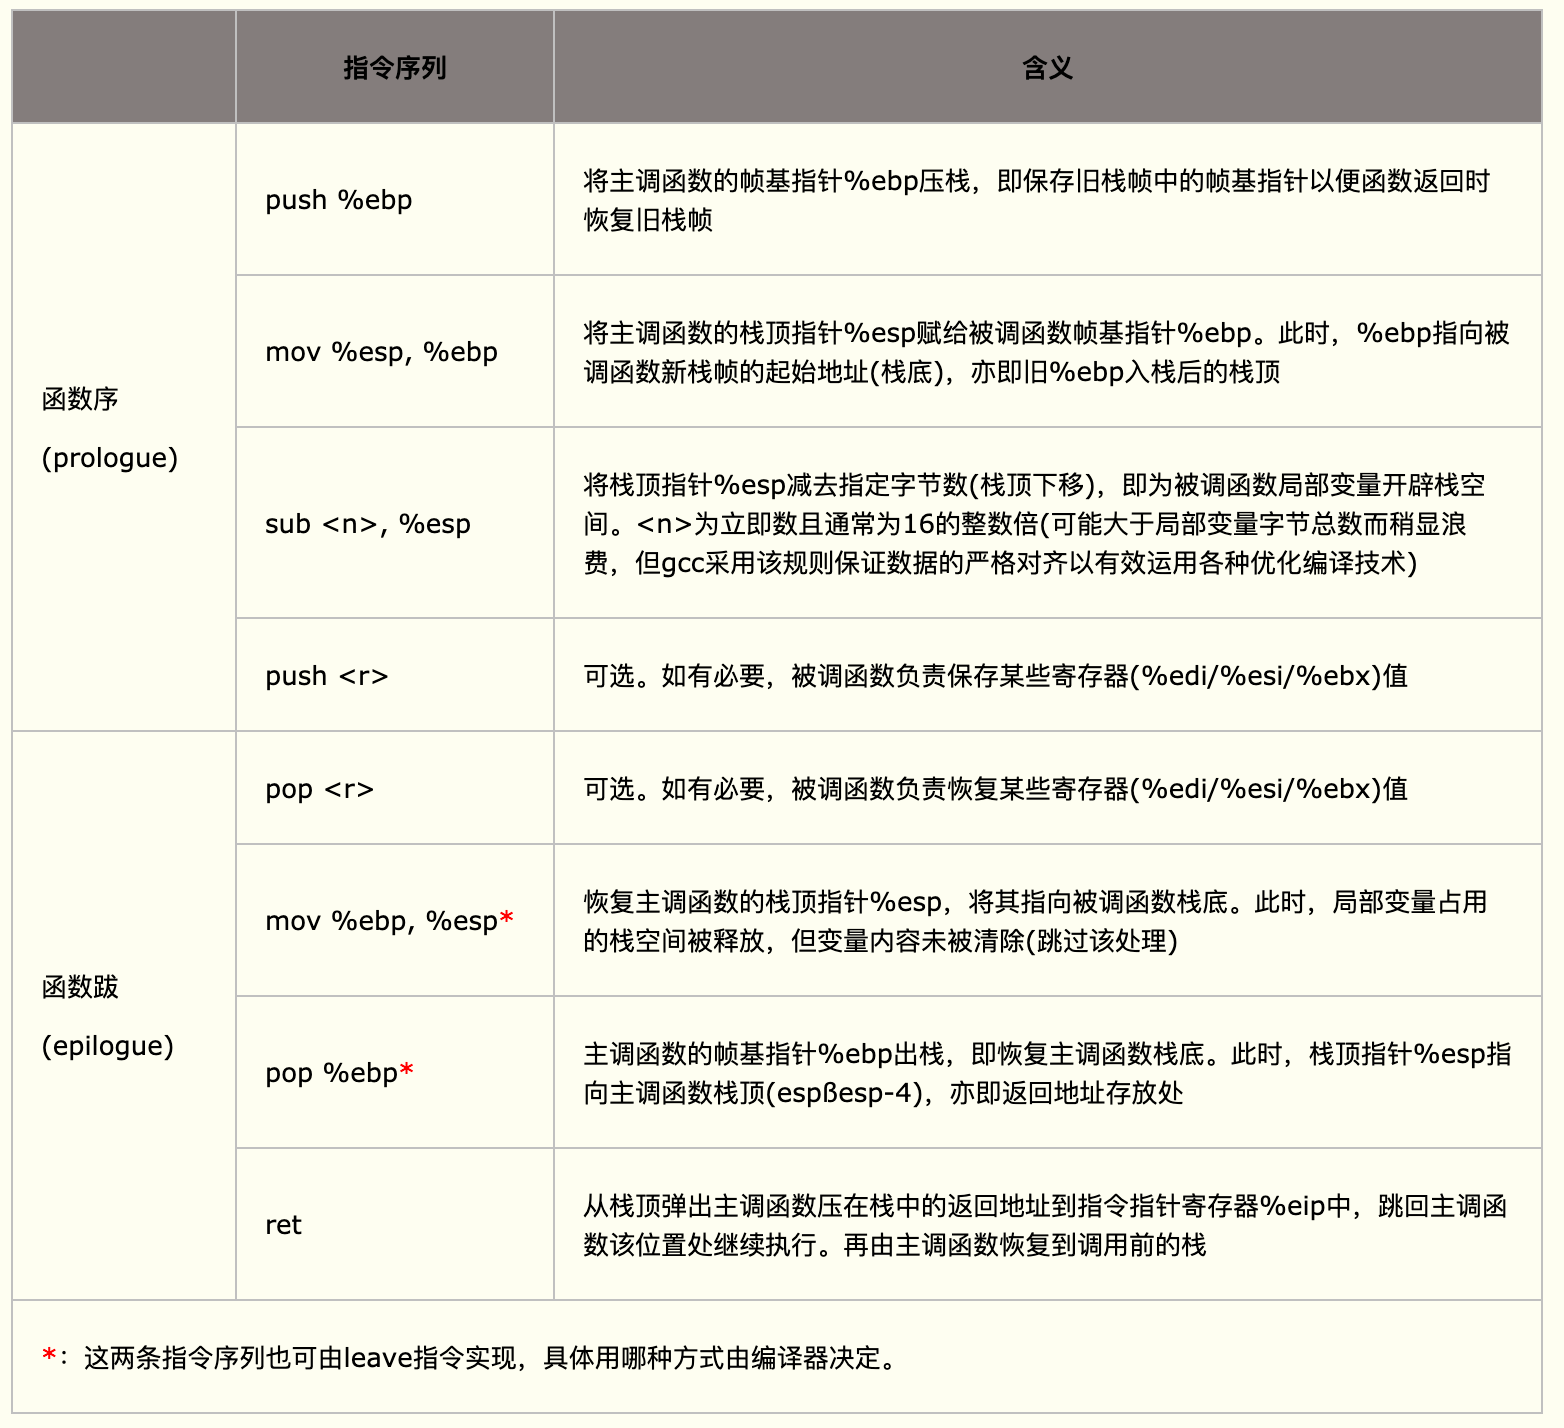 指令序列
含义
函数序
(prologue)
push %ebp
将主调函数的帧基指针%ebp压栈，即保存旧栈帧中的帧基指针以便函数返回时
恢复旧栈帧
mov %esp, %ebp
将主调函数的栈顶指针%esp赋给被调函数帧基指针%ebp。此时，%ebp指向被
调函数新栈帧的起始地址(栈底)，亦即旧%ebp入栈后的栈顶
sub <n>, %esp
将栈顶指针%esp减去指定字节数(栈顶下移)，即为被调函数局部变量开辟栈空
间。<n>为立即数且通常为16的整数倍(可能大于局部变量字节总数而稍显浪
费，但gcc采用该规则保证数据的严格对齐以有效运用各种优化编译技术)
push <r>
可选。如有必要，被调函数负责保存某些寄存器(%edi/%esi/%ebx)值
函数跋
(epilogue)
pop <r>
可选。如有必要，被调函数负责恢复某些寄存器(%edi/%esi/%ebx)值
mov %ebp, %esp*
恢复主调函数的栈顶指针%esp，将其指向被调函数栈底。此时，局部变量占用
的栈空间被释放，但变量内容未被清除(跳过该处理)
pop %ebp*
主调函数的帧基指针%ebp出栈，即恢复主调函数栈底。此时，栈顶指针%esp指
向主调函数栈顶(espßesp-4)，亦即返回地址存放处
ret
从栈顶弹出主调函数压在栈中的返回地址到指令指针寄存器%eip中，跳回主调函
数该位置处继续执行。再由主调函数恢复到调用前的栈
*：这两条指令序列也可由leave指令实现，具体用哪种方式由编译器决定。